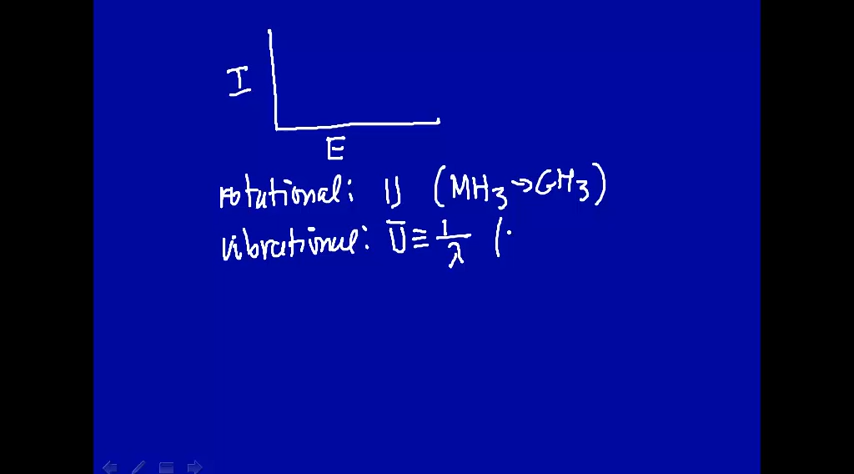 I
E
rotational: ν (MHz→GHz)
vibrational: ν̅ ≡ 1/λ (